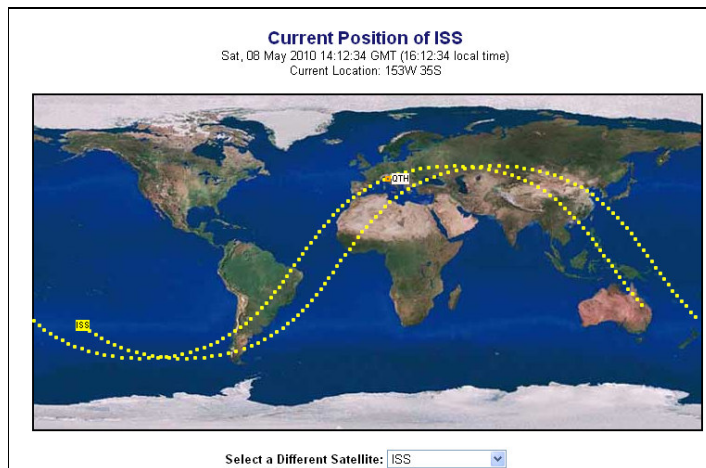 Current Position of ISS
Sat, 08 May 2010 14:12:34 GMT (16:12:34 local time)
Current Location: 153W 35S
QTH
ISS
Select a Different Satellite: ISS